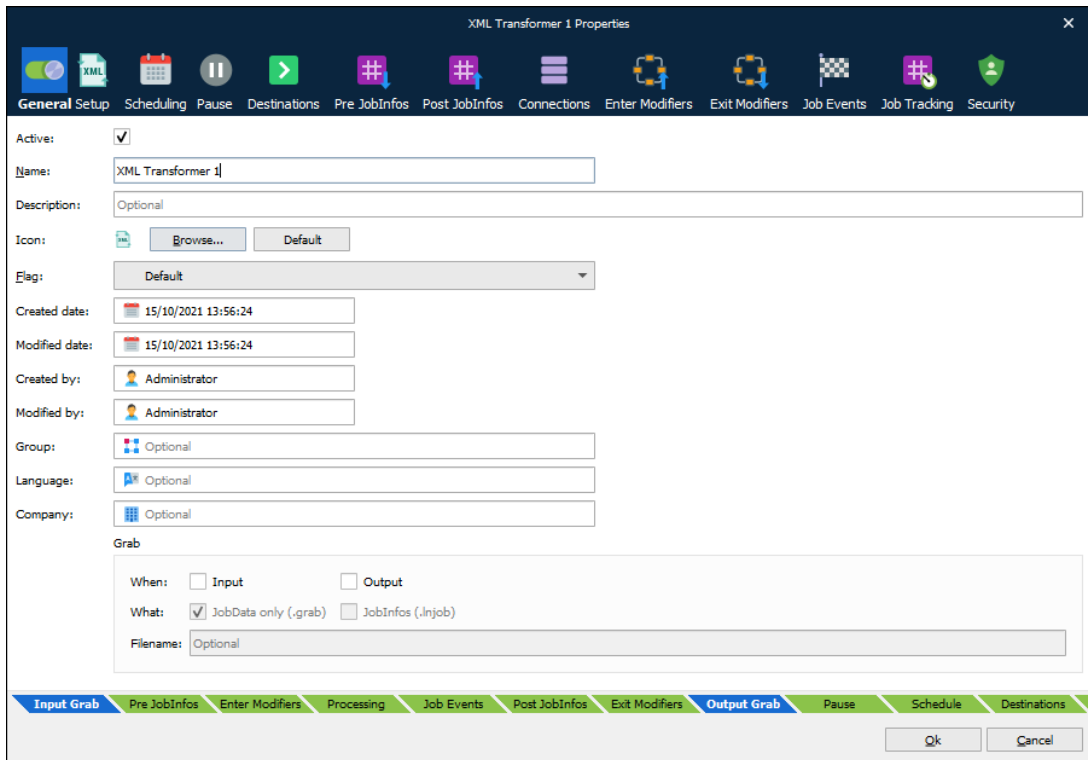 XML Transformer 1 Properties
XML
General Setup Scheduling Pause Destinations Pre JobInfos Post JobInfos Connections Enter Modifiers Exit Modifiers Job Events Job Tracking Security
Active:
Name: XML Transformer 1
Description: Optional
Icon: XML Browse... Default
Flag: Default
Created date: 15/10/2021 13:56:24
Modified date: 15/10/2021 13:56:24
Created by: Administrator
Modified by: Administrator
Group: Optional
Language: Optional
Company: Optional
Grab
When: Input Output
What: JobData only (.grab) JobInfos (.lnjob)
Filename: Optional
Input Grab Pre JobInfos Enter Modifiers Processing Job Events Post JobInfos Exit Modifiers Output Grab Pause Schedule Destinations
Ok Cancel